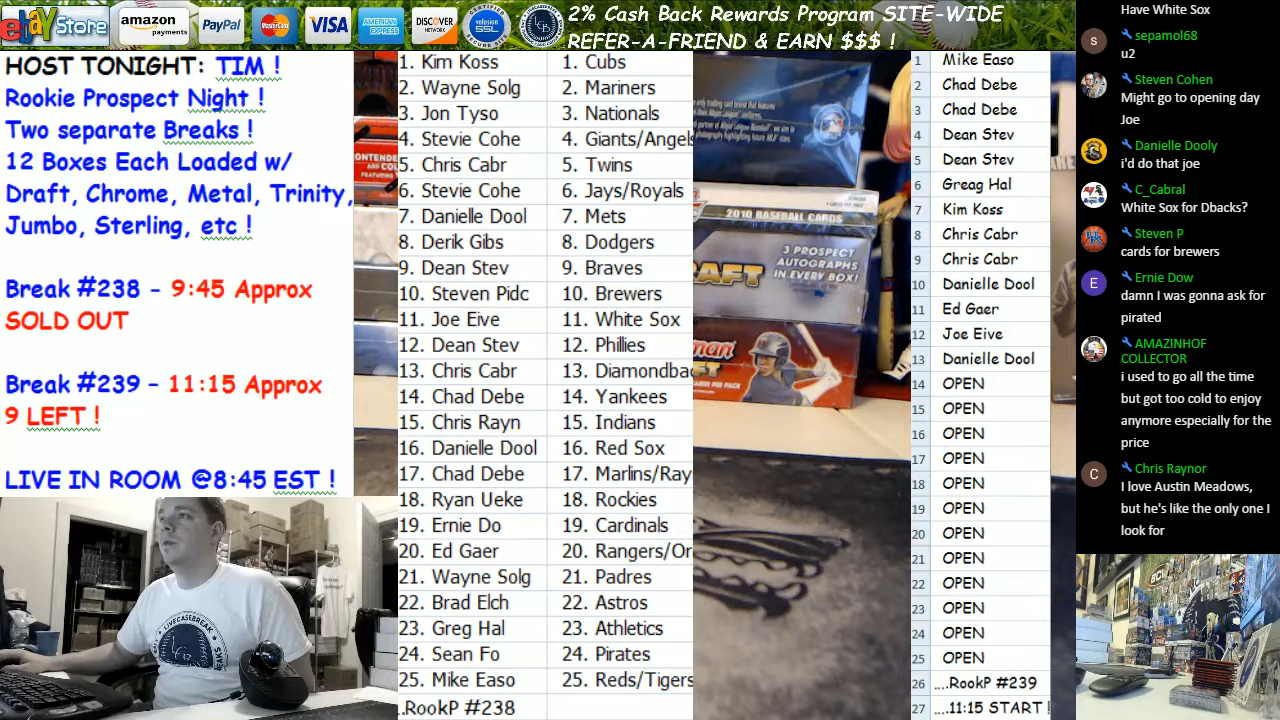 ebay Store
amazon payments
PayPal
MasterCard
VISA
AMERICAN EXPRESS
DISCOVER NETWORK
volusion SSL
2% Cash Back Rewards Program SITE-WIDE
REFER-A-FRIEND & EARN $$$ !
HOST TONIGHT: TIM !
Rookie Prospect Night !
Two separate Breaks !
12 Boxes Each Loaded w/
Draft, Chrome, Metal, Trinity,
Jumbo, Sterling, etc !
Break #238 - 9:45 Approx
SOLD OUT
Break #239 - 11:15 Approx
9 LEFT !
LIVE IN ROOM @8:45 EST !
1. Kim Koss 1. Cubs
2. Wayne Solg 2. Mariners
3. Jon Tyso 3. Nationals
4. Stevie Cohe 4. Giants/Angels
5. Chris Cabr 5. Twins
6. Stevie Cohe 6. Jays/Royals
7. Danielle Dool 7. Mets
8. Derik Gibs 8. Dodgers
9. Dean Stev 9. Braves
10. Steven Pidc 10. Brewers
11. Joe Eive 11. White Sox
12. Dean Stev 12. Phillies
13. Chris Cabr 13. Diamondba
14. Chad Debe 14. Yankees
15. Chris Rayn 15. Indians
16. Danielle Dool 16. Red Sox
17. Chad Debe 17. Marlins/Ray
18. Ryan Ueke 18. Rockies
19. Ernie Do 19. Cardinals
20. Ed Gaer 20. Rangers/Or
21. Wayne Solg 21. Padres
22. Brad Elch 22. Astros
23. Greg Hal 23. Athletics
24. Sean Fo 24. Pirates
25. Mike Easo 25. Reds/Tigers
..RookP #238
2010 BASEBALL CARDS
3 PROSPECT
AUTOGRAPHS
IN EVERY BOX!
1 Mike Easo
2 Chad Debe
3 Chad Debe
4 Dean Stev
5 Dean Stev
6 Greag Hal
7 Kim Koss
8 Chris Cabr
9 Chris Cabr
10 Danielle Dool
11 Ed Gaer
12 Joe Eive
13 Danielle Dool
14 OPEN
15 OPEN
16 OPEN
17 OPEN
18 OPEN
19 OPEN
20 OPEN
21 OPEN
22 OPEN
23 OPEN
24 OPEN
25 OPEN
26 ....RookP #239
27 ....11:15 START !
Have White Sox
sepamol68
u2
Steven Cohen
Might go to opening day
Joe
Danielle Dooly
i'd do that joe
C_Cabral
White Sox for Dbacks?
Steven P
cards for brewers
Ernie Dow
damn I was gonna ask for
pirated
AMAZINHOF
COLLECTOR
i used to go all the time
but got too cold to enjoy
anymore especially for the
price
Chris Raynor
I love Austin Meadows,
but he's like the only one I
look for
LIVECASEBREAK